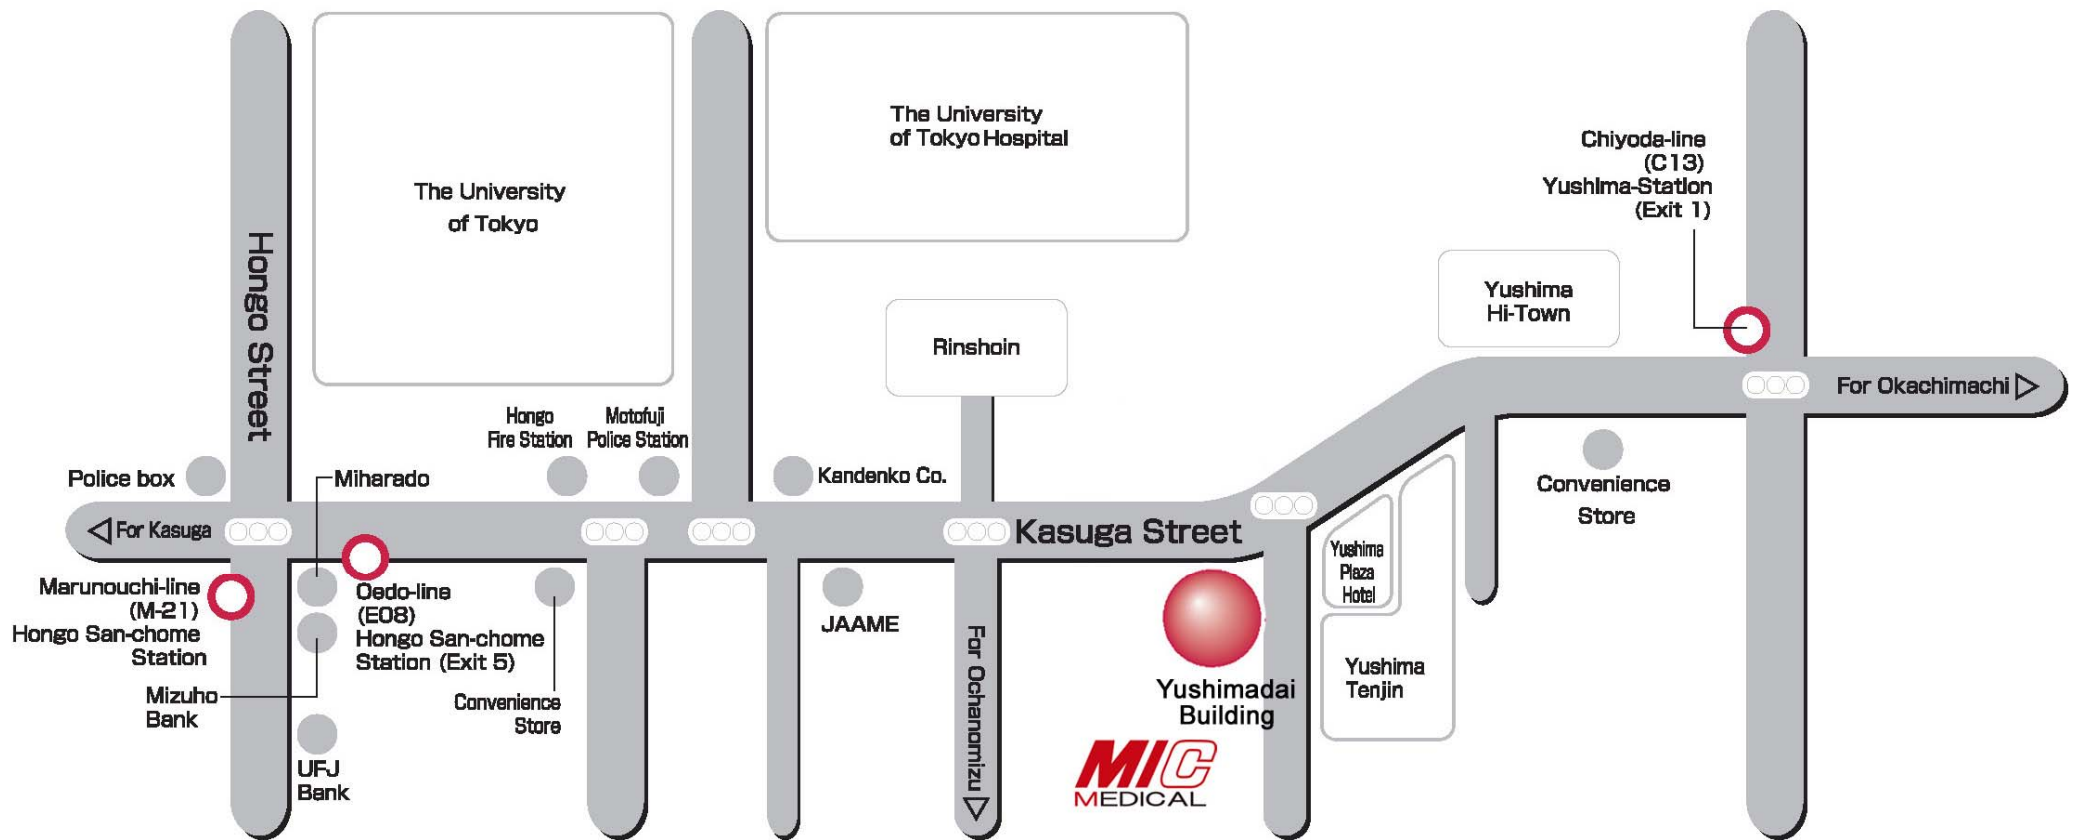 The University
of Tokyo
The University
of Tokyo Hospital
Chiyoda-line
(C13)
Yushima-Station
(Exit 1)
Hongo Street
Yushima
Hi-Town
Rinshoin
For Okachimachi
Hongo
Fire Station
Motofuji
Police Station
Police box
Miharado
Kandenko Co.
Convenience
Store
For Kasuga
Kasuga Street
Yushima
Plaza
Hotel
Marunouchi-line
(M-21)
Hongo San-chome
Station
Oedo-line
(E08)
Hongo San-chome
Station (Exit 5)
JAAME
For Ochanomizu
Yushimadai
Building
Yushima
Tenjin
Mizuho
Bank
Convenience
Store
UFJ
Bank
MIC
MEDICAL